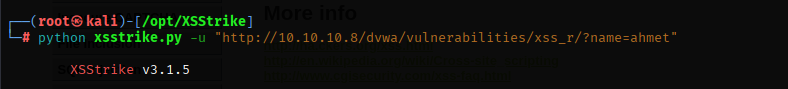 More info
┌──(root㉿kali)-[/opt/XSStrike]
└─# python xsstrike.py -u "http://10.10.10.8/dvwa/vulnerabilities/xss_r/?name=ahmet"
XSStrike v3.1.5